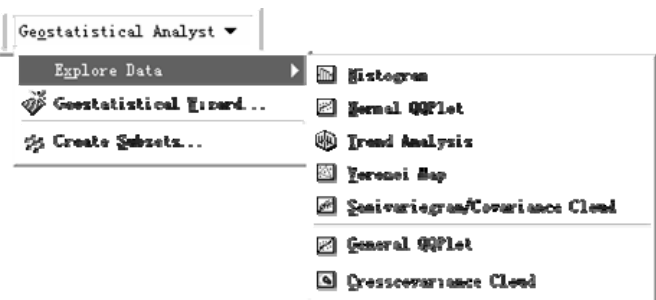 Geostatistical Analyst
Explore Data
Geostatistical Wizard...
Create Subsets...
Histogram
Normal QQPlot
Trend Analysis
Voronoi Map
Semivariogram/Covariance Cloud
General QQPlot
Crosscovariance Cloud